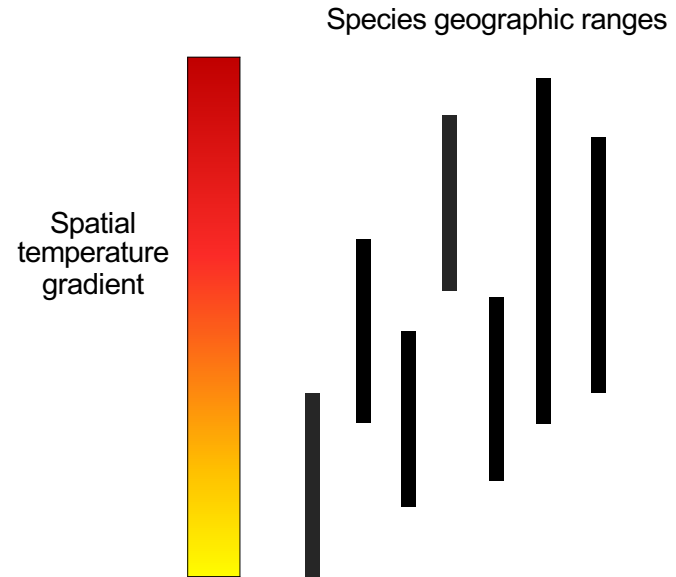 Species geographic ranges
Spatial
temperature
gradient